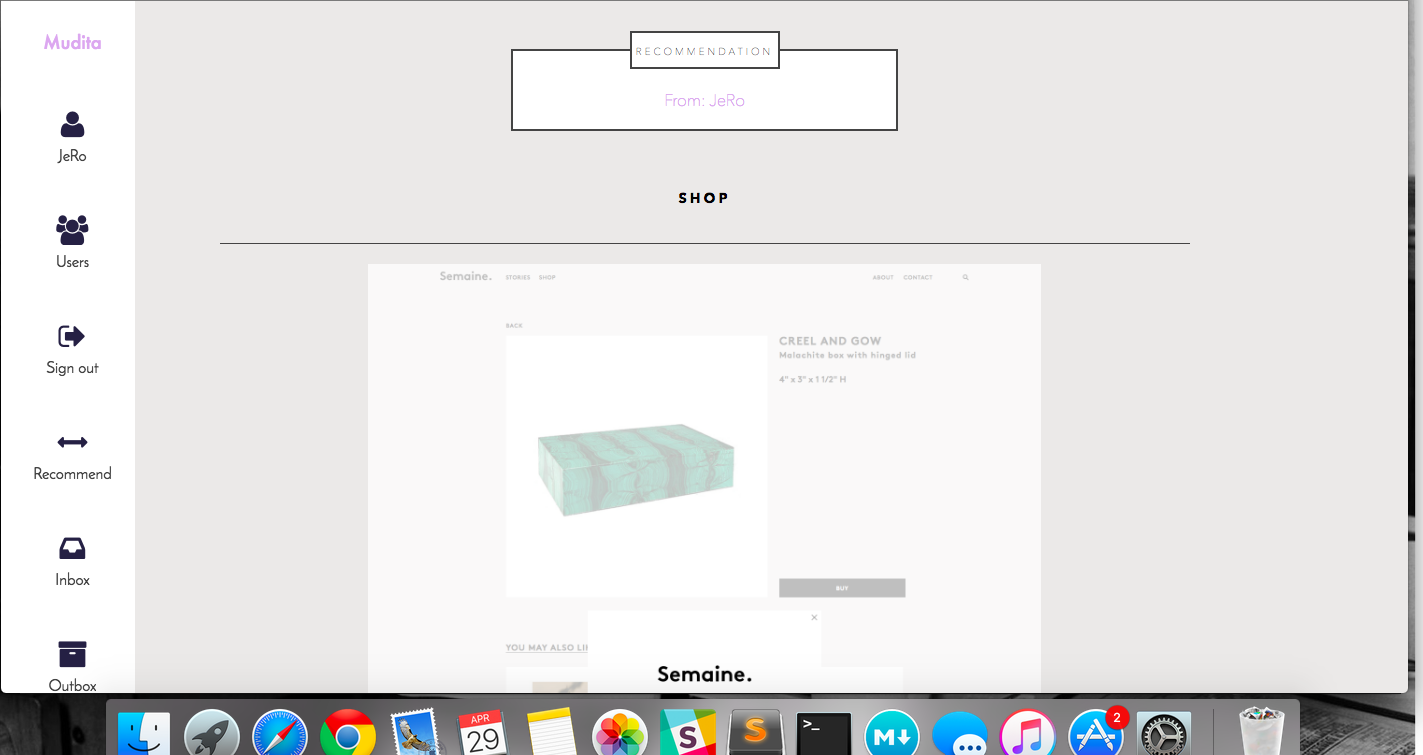 Mudita
JeRo
Users
Sign out
Recommend
Inbox
Outbox
RECOMMENDATION
From: JeRo
SHOP
Semaine.
STORIES
SHOP
ABOUT
CONTACT
BACK
CREEL AND GOW
Malachite box with hinged lid
4" x 3" x 1 1/2" H
BUY
YOU MAY ALSO LI
×
Semaine.
APR
29
S
S
>_
M↓
2